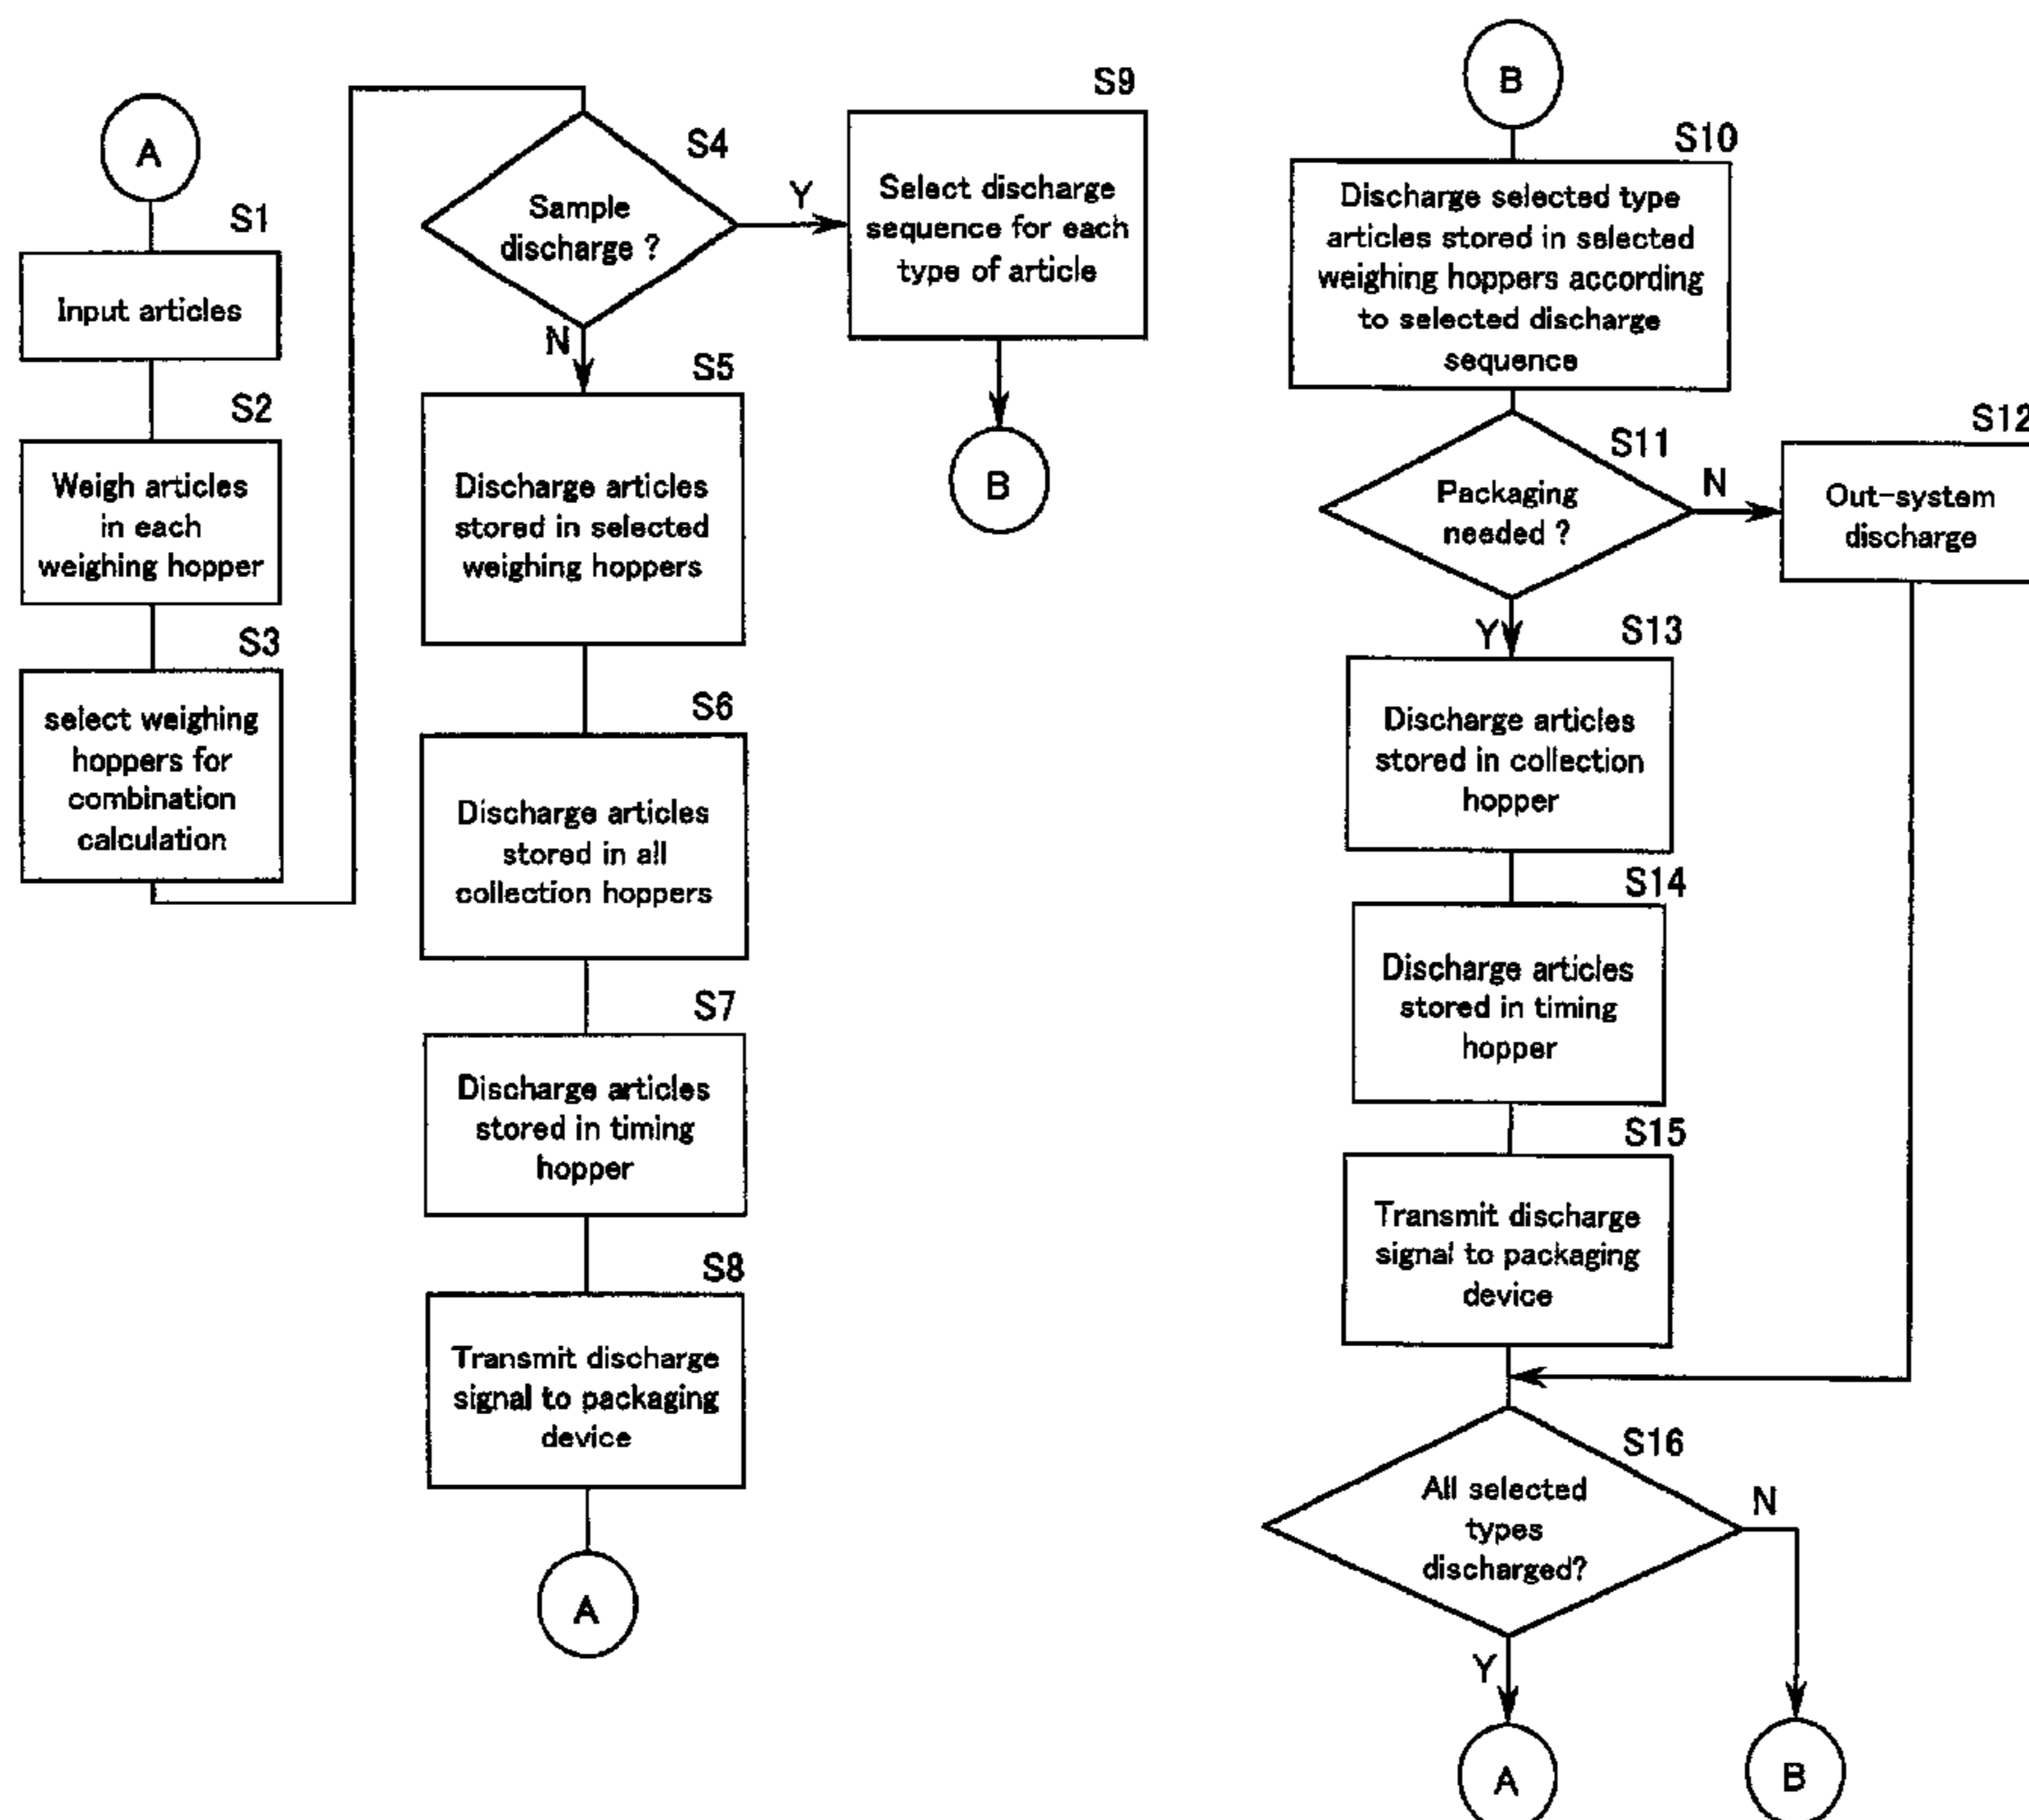 A
S1
Input articles
S2
Weigh articles
in each
weighing hopper
S3
select weighing
hoppers for
combination
calculation
S4
Sample
discharge ?
Y
N
S9
Select discharge
sequence for each
type of article
B
S5
Discharge articles
stored in selected
weighing hoppers
S6
Discharge articles
stored in all
collection hoppers
S7
Discharge articles
stored in timing
hopper
S8
Transmit discharge
signal to packaging
device
A
B
S10
Discharge selected type
articles stored in selected
weighing hoppers according
to selected discharge
sequence
S11
Packaging
needed ?
N
Y
S12
Out-system
discharge
S13
Discharge articles
stored in collection
hopper
S14
Discharge articles
stored in timing
hopper
S15
Transmit discharge
signal to packaging
device
S16
All selected
types
discharged?
N
Y
A
B